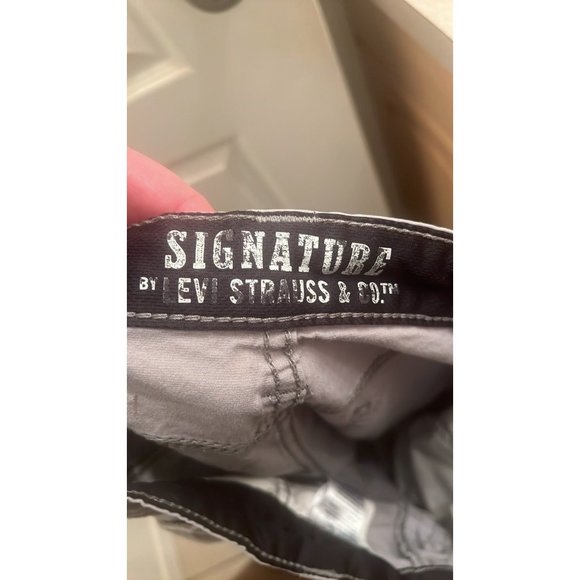 SIGNATURE
BY LEVI STRAUSS & CO.™